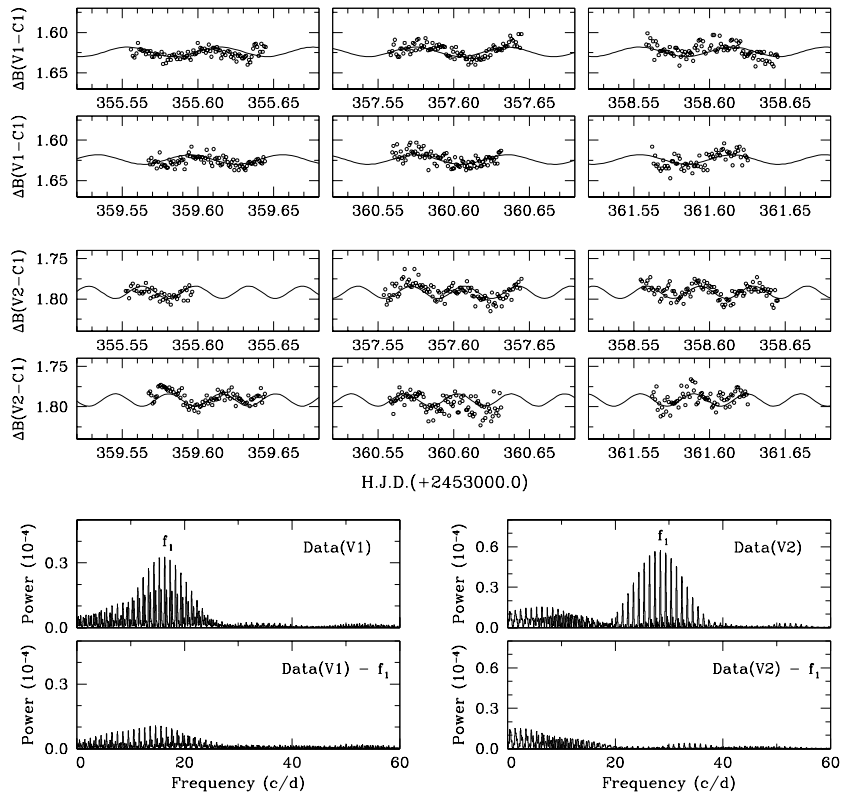 ΔB(V1−C1) 1.60 1.65
355.55 355.60 355.65 357.55 357.60 357.65 358.55 358.60 358.65
ΔB(V1−C1) 1.60 1.65
359.55 359.60 359.65 360.55 360.60 360.65 361.55 361.60 361.65
ΔB(V2−C1) 1.75 1.80
355.55 355.60 355.65 357.55 357.60 357.65 358.55 358.60 358.65
ΔB(V2−C1) 1.75 1.80
359.55 359.60 359.65 360.55 360.60 360.65 361.55 361.60 361.65
H.J.D.(+2453000.0)
Power (10⁻⁴) 0.3 0.0
f₁ Data(V1)
Power (10⁻⁴) 0.6 0.3 0.0
f₁ Data(V2)
Power (10⁻⁴) 0.3 0.0
Data(V1) − f₁
0 20 40 60
Frequency (c/d)
Power (10⁻⁴) 0.6 0.3 0.0
Data(V2) − f₁
0 20 40 60
Frequency (c/d)